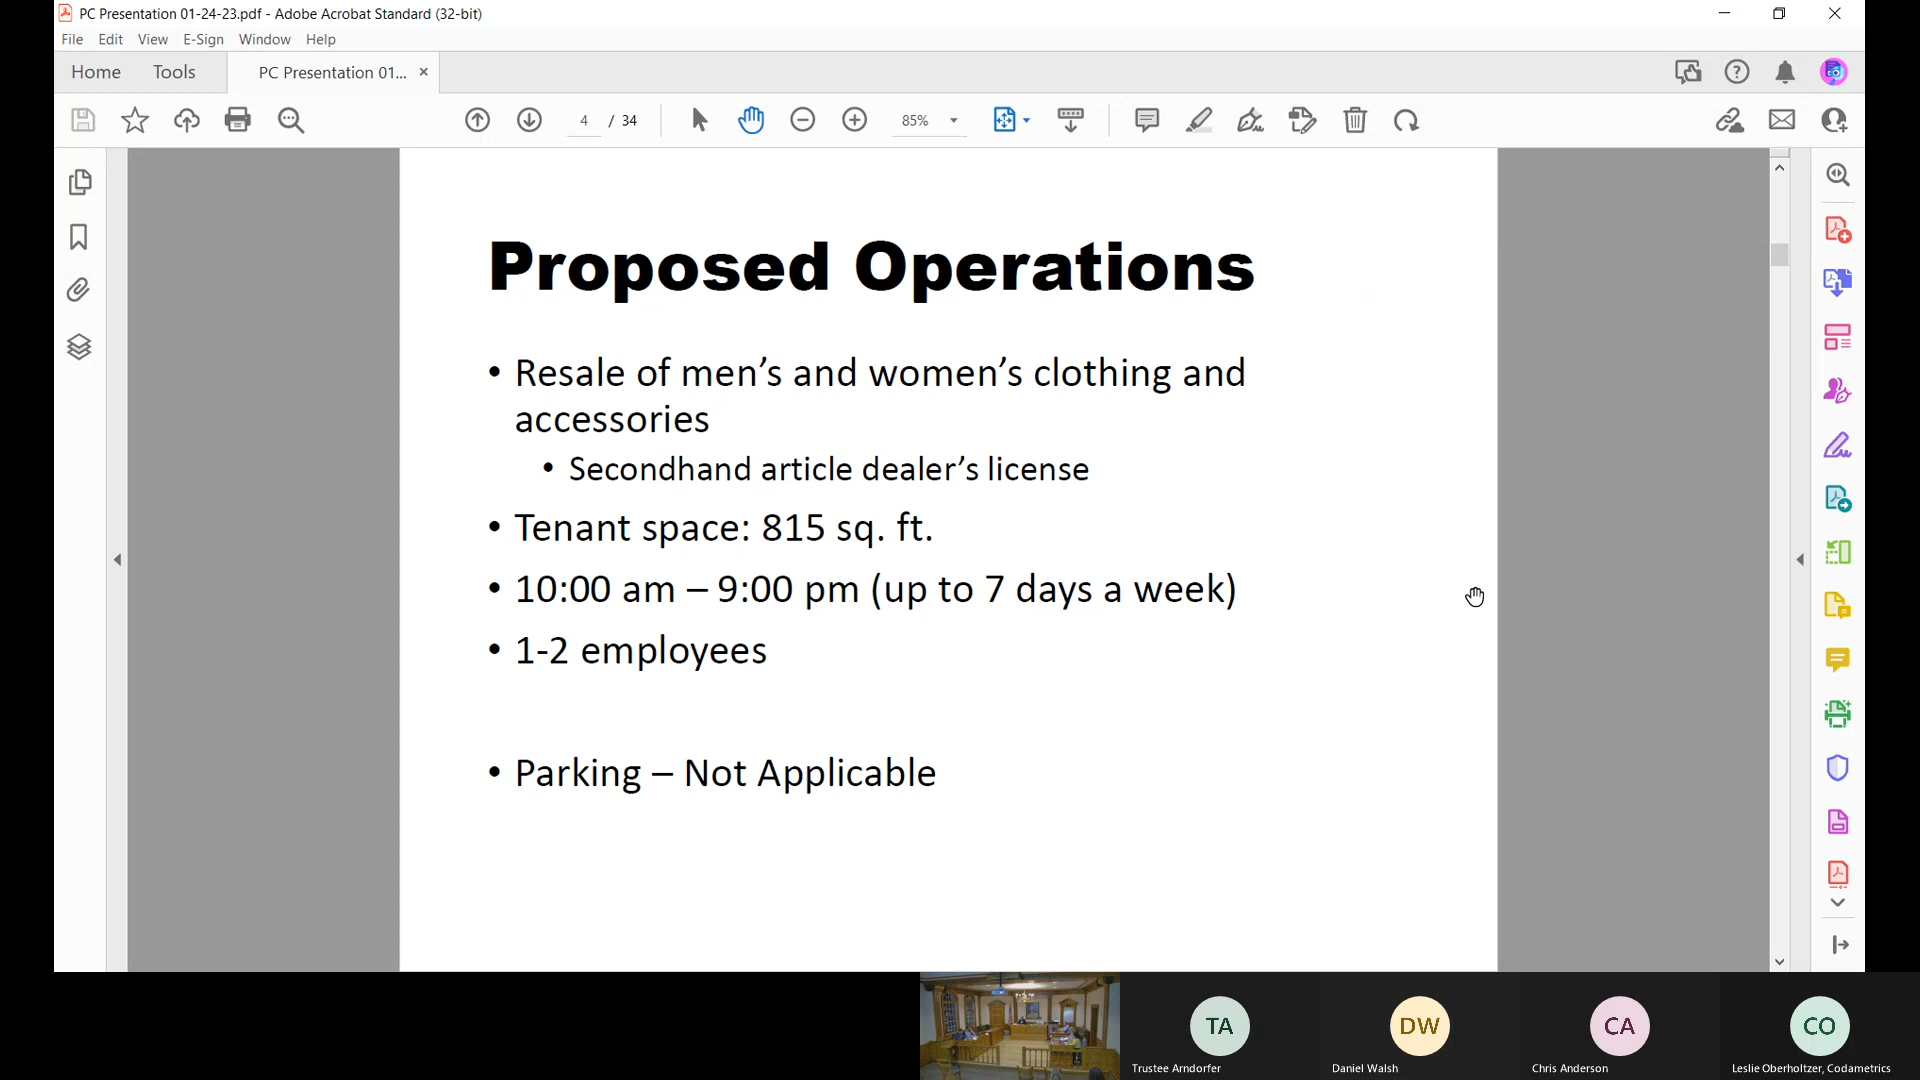 PC Presentation 01-24-23.pdf - Adobe Acrobat Standard (32-bit)
File Edit View E-Sign Window Help
Home Tools PC Presentation 01... ×
4 / 34 85%
Proposed Operations
• Resale of men’s and women’s clothing and
accessories
• Secondhand article dealer’s license
• Tenant space: 815 sq. ft.
• 10:00 am – 9:00 pm (up to 7 days a week)
• 1-2 employees
• Parking – Not Applicable
TA DW CA CO
Trustee Arndorfer Daniel Walsh Chris Anderson Leslie Oberholtzer, Codametrics